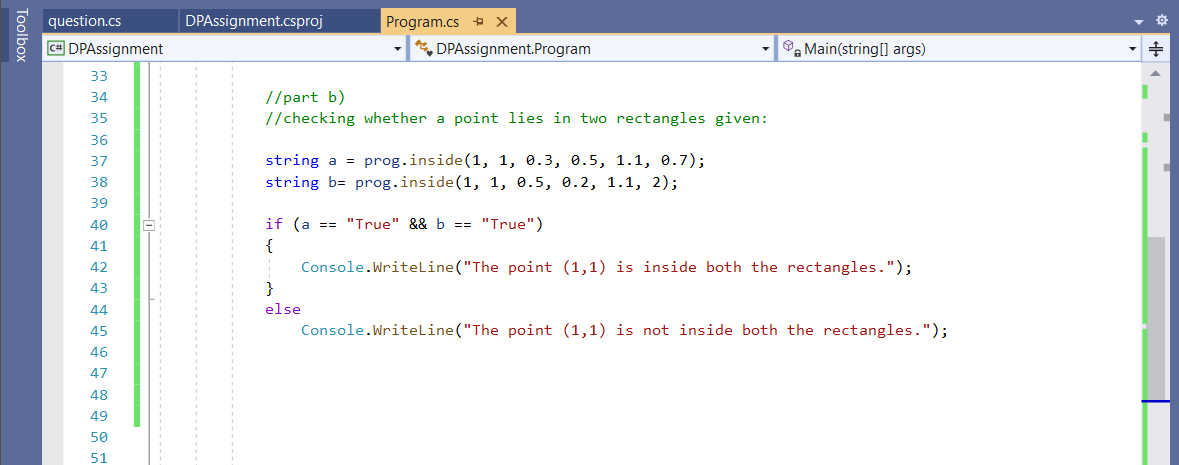 Toolbox
question.cs DPAssignment.csproj Program.cs
C# DPAssignment DPAssignment.Program Main(string[] args)
33
34 //part b)
35 //checking whether a point lies in two rectangles given:
36
37 string a = prog.inside(1, 1, 0.3, 0.5, 1.1, 0.7);
38 string b= prog.inside(1, 1, 0.5, 0.2, 1.1, 2);
39
40 if (a == "True" && b == "True")
41 {
42 Console.WriteLine("The point (1,1) is inside both the rectangles.");
43 }
44 else
45 Console.WriteLine("The point (1,1) is not inside both the rectangles.");
46
47
48
49
50
51